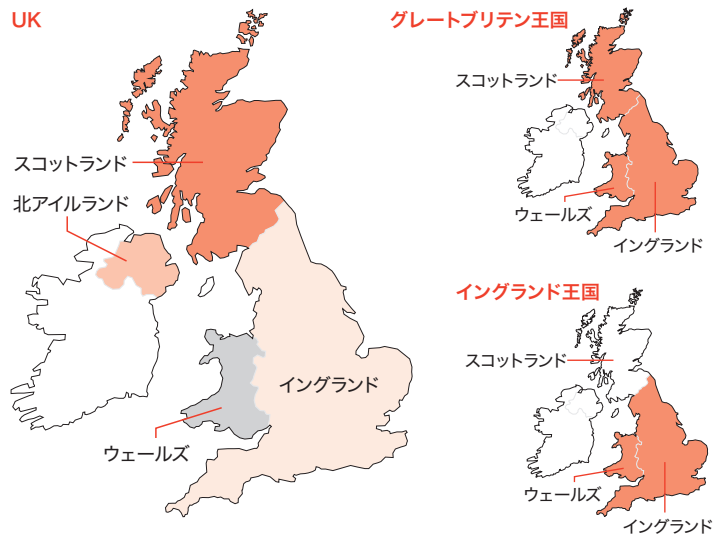 UK
スコットランド
北アイルランド
イングランド
ウェールズ
グレートブリテン王国
スコットランド
ウェールズ
イングランド
イングランド王国
スコットランド
ウェールズ
イングランド